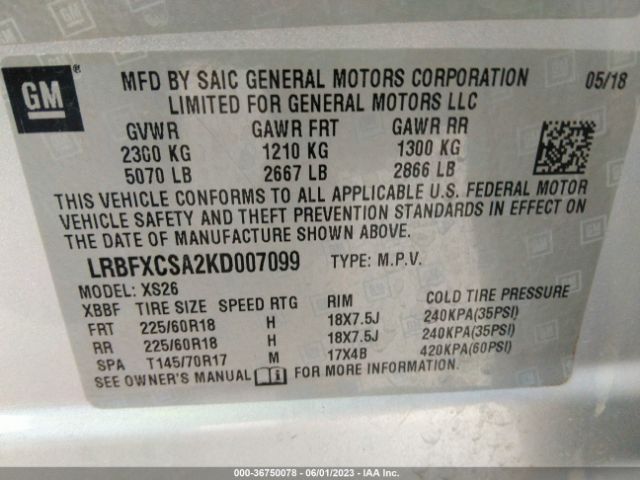 GM ®
MFD BY SAIC GENERAL MOTORS CORPORATION 05/18
LIMITED FOR GENERAL MOTORS LLC
GVWR GAWR FRT GAWR RR
2300 KG 1210 KG 1300 KG
5070 LB 2667 LB 2866 LB
THIS VEHICLE CONFORMS TO ALL APPLICABLE U.S. FEDERAL MOTOR
VEHICLE SAFETY AND THEFT PREVENTION STANDARDS IN EFFECT ON
THE DATE OF MANUFACTURE SHOWN ABOVE.
LRBFXCSA2KD007099 TYPE: M.P.V.
MODEL: XS26
XBBF TIRE SIZE SPEED RTG RIM COLD TIRE PRESSURE
FRT 225/60R18 H 18X7.5J 240KPA(35PSI)
RR 225/60R18 H 18X7.5J 240KPA(35PSI)
SPA T145/70R17 M 17X4B 420KPA(60PSI)
SEE OWNER'S MANUAL FOR MORE INFORMATION.
000-36750078 - 06/01/2023 - IAA Inc.